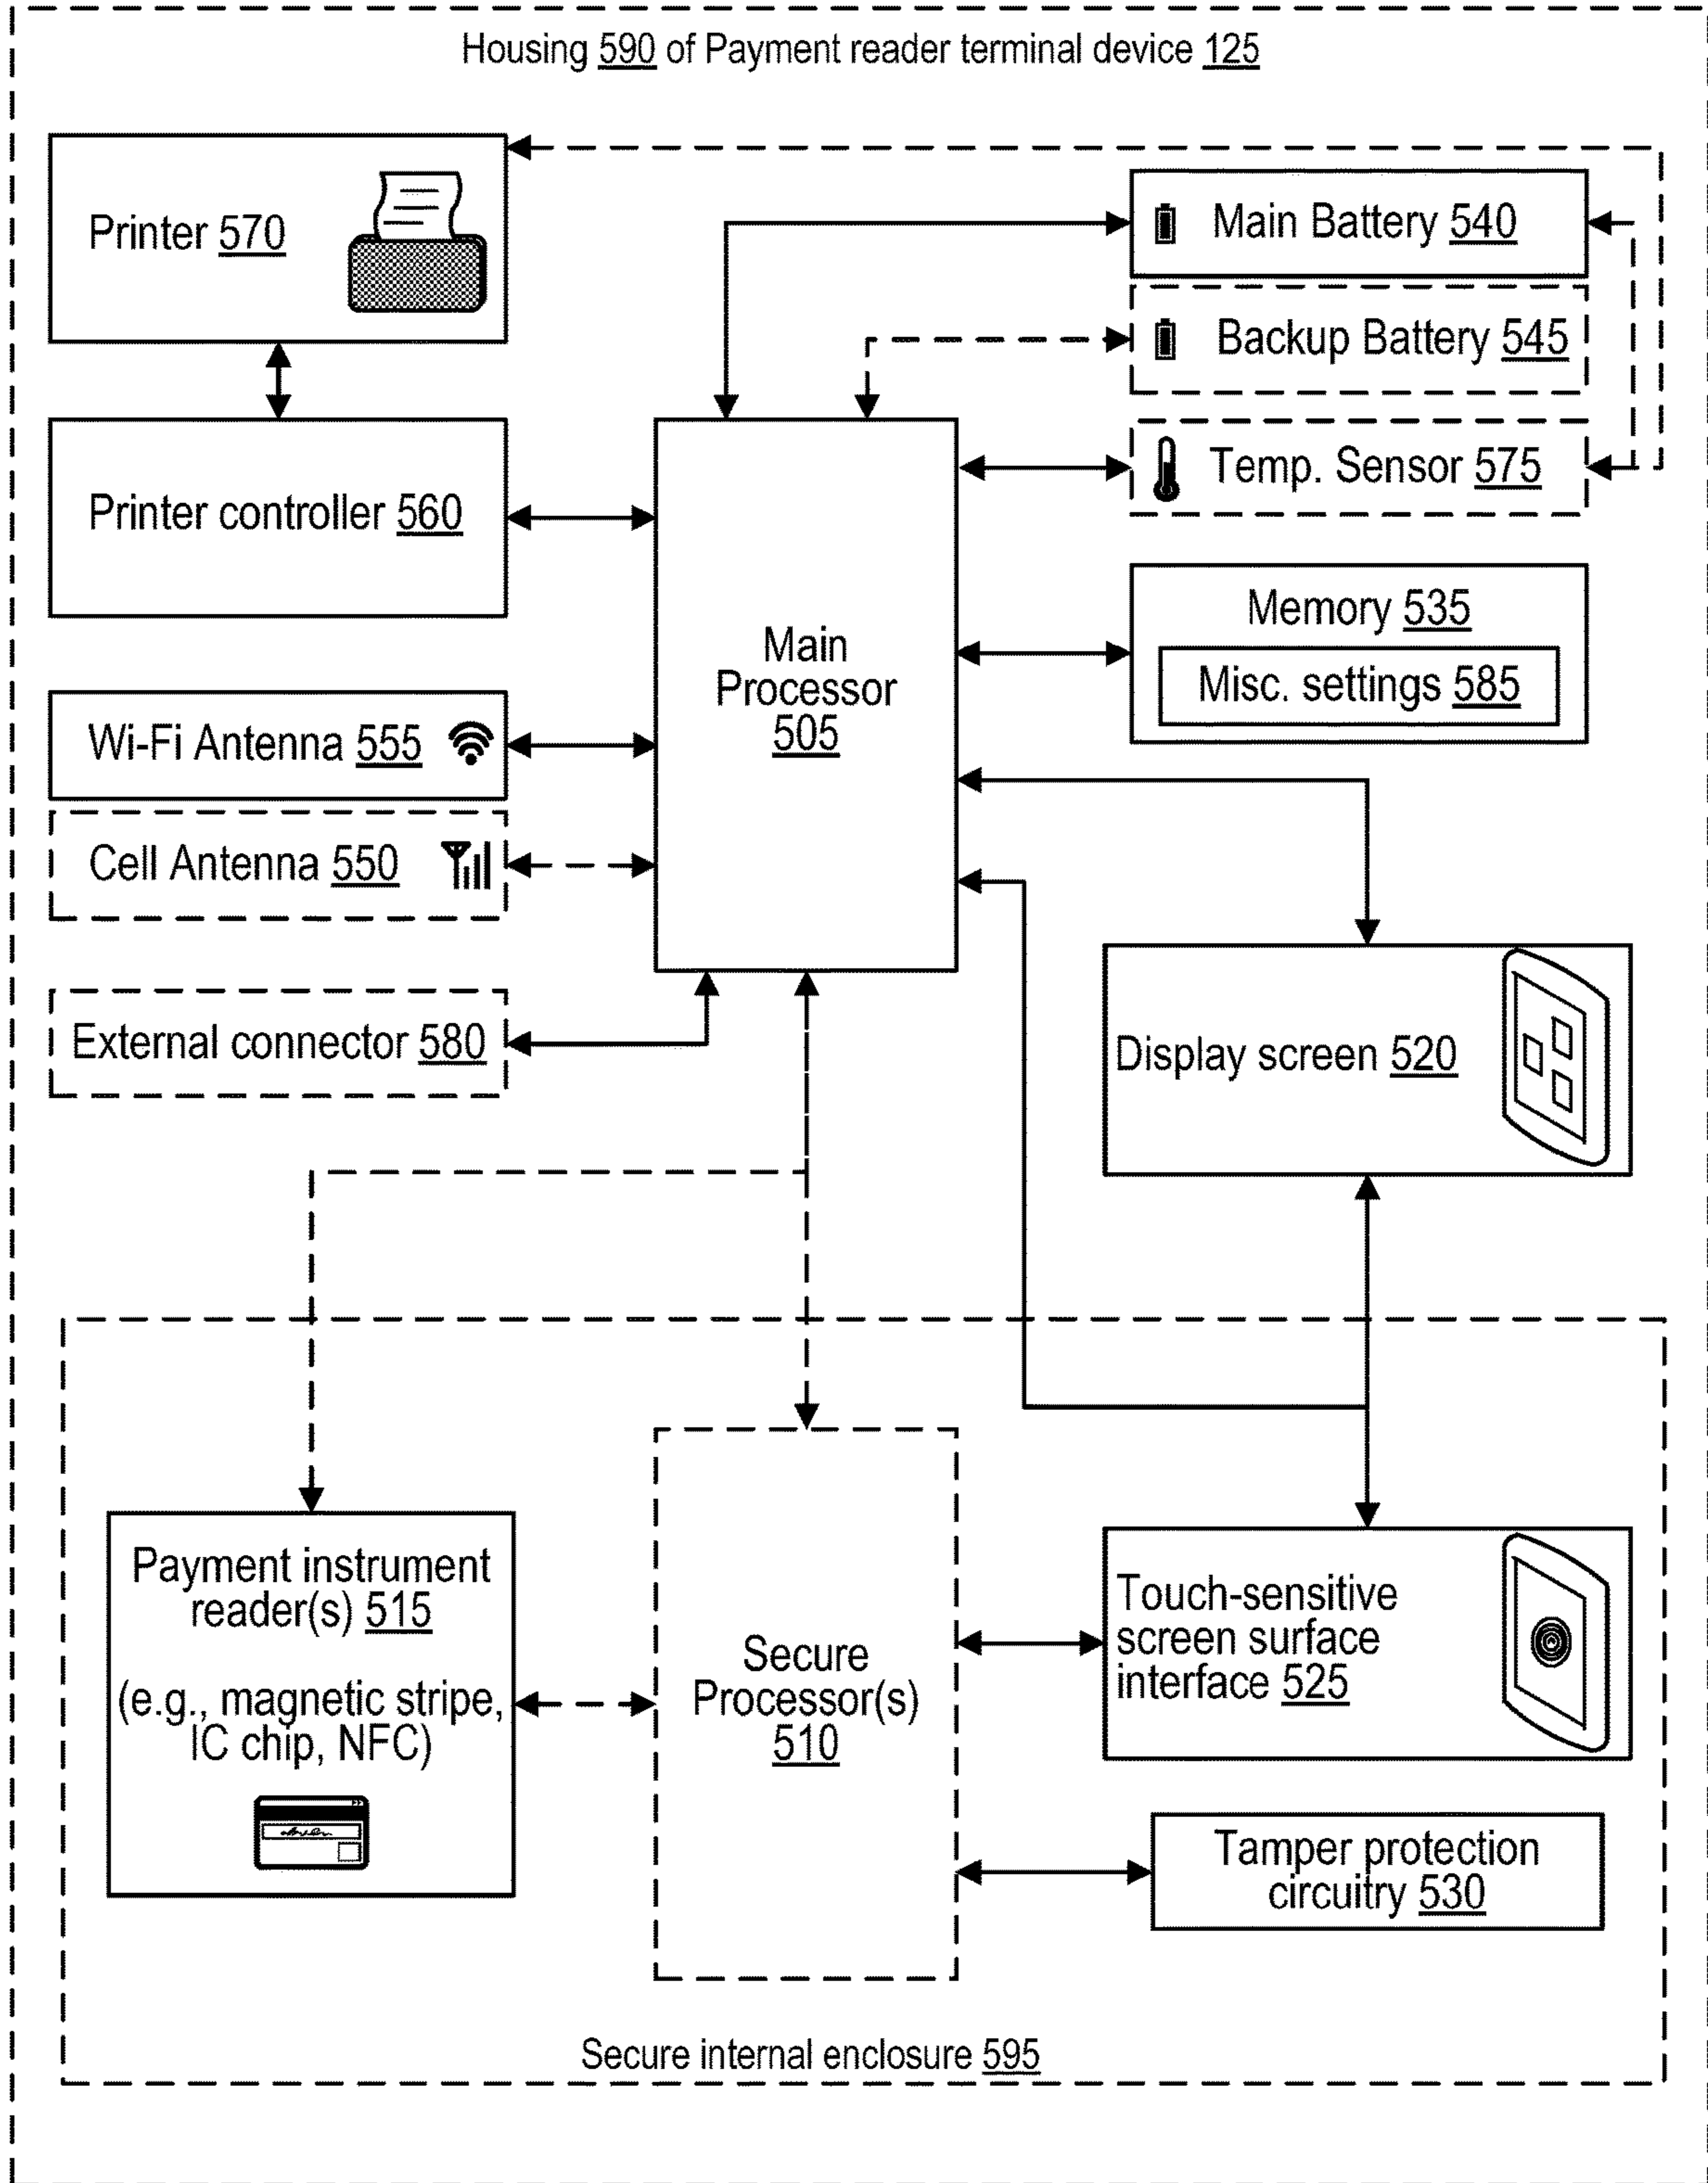 Housing 590 of Payment reader terminal device 125
Printer 570
Main Battery 540
Backup Battery 545
Temp. Sensor 575
Printer controller 560
Memory 535
Misc. settings 585
Main
Processor
505
Wi-Fi Antenna 555
Cell Antenna 550
External connector 580
Display screen 520
Payment instrument
reader(s) 515
(e.g., magnetic stripe,
IC chip, NFC)
Secure
Processor(s)
510
Touch-sensitive
screen surface
interface 525
Tamper protection
circuitry 530
Secure internal enclosure 595